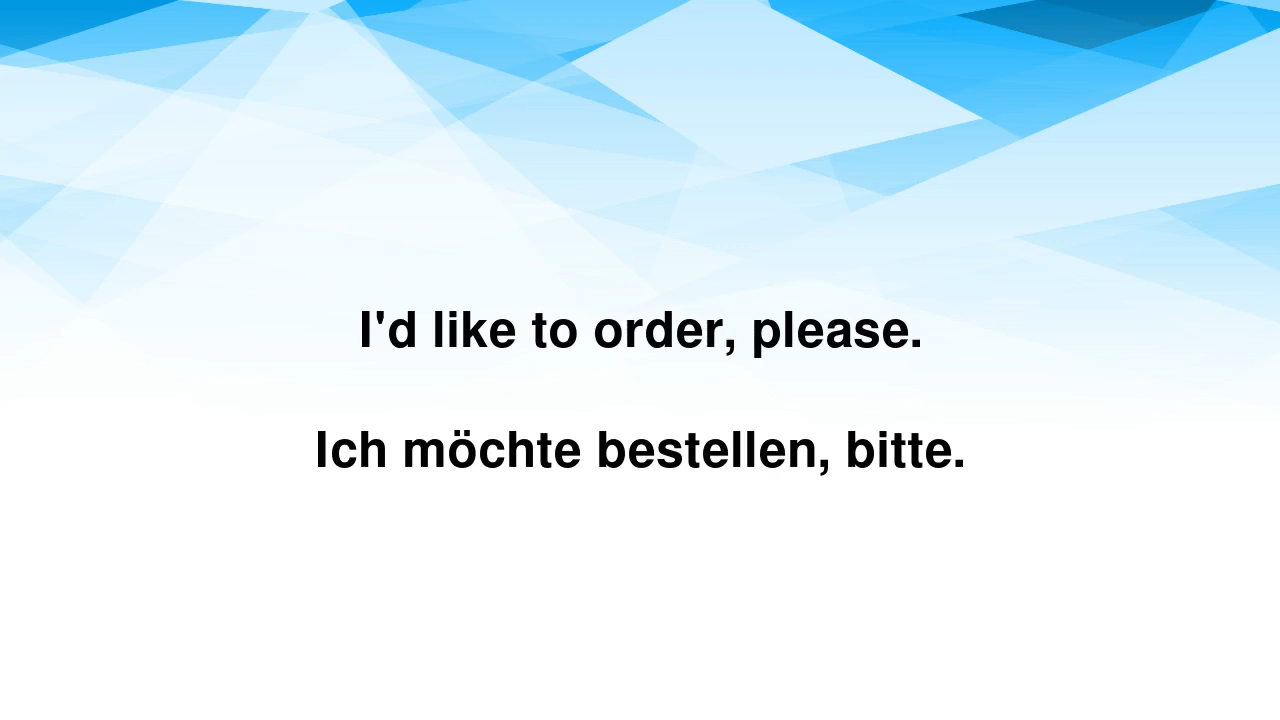 I'd like to order, please.
Ich möchte bestellen, bitte.